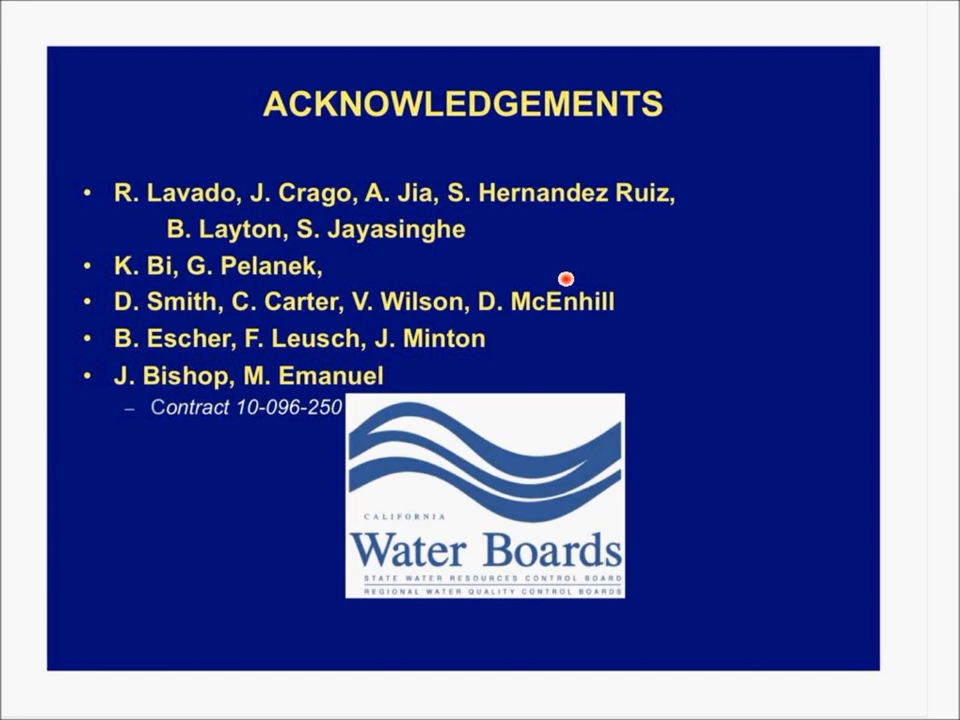 ACKNOWLEDGEMENTS
• R. Lavado, J. Crago, A. Jia, S. Hernandez Ruiz,
B. Layton, S. Jayasinghe
• K. Bi, G. Pelanek,
• D. Smith, C. Carter, V. Wilson, D. McEnhill
• B. Escher, F. Leusch, J. Minton
• J. Bishop, M. Emanuel
– Contract 10-096-250
CALIFORNIA
Water Boards
STATE WATER RESOURCES CONTROL BOARD
REGIONAL WATER QUALITY CONTROL BOARDS